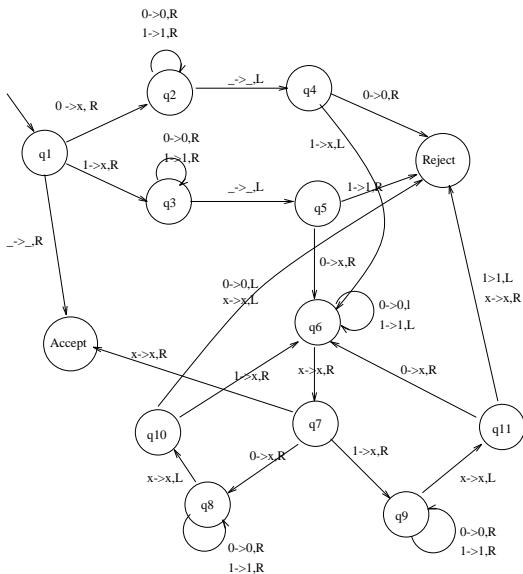 0->0,R
1->1,R
q2
_->_,L
q4
0->0,R
0 ->x, R
1->x,L
q1
0->0,R
1->1,R
Reject
1->x,R
q3
_->_,L
q5
1->1,R
_->_,R
0->x,R
0->0,L
x->x,L
1>1,L
x->x,R
q6
0->0,l
1->1,L
Accept
x->x,R
1->x,R
x->x,R
0->x,R
q10
q7
q11
0->x,R
1->x,R
x->x,L
x->x,L
q8
q9
0->0,R
1->1,R
0->0,R
1->1,R